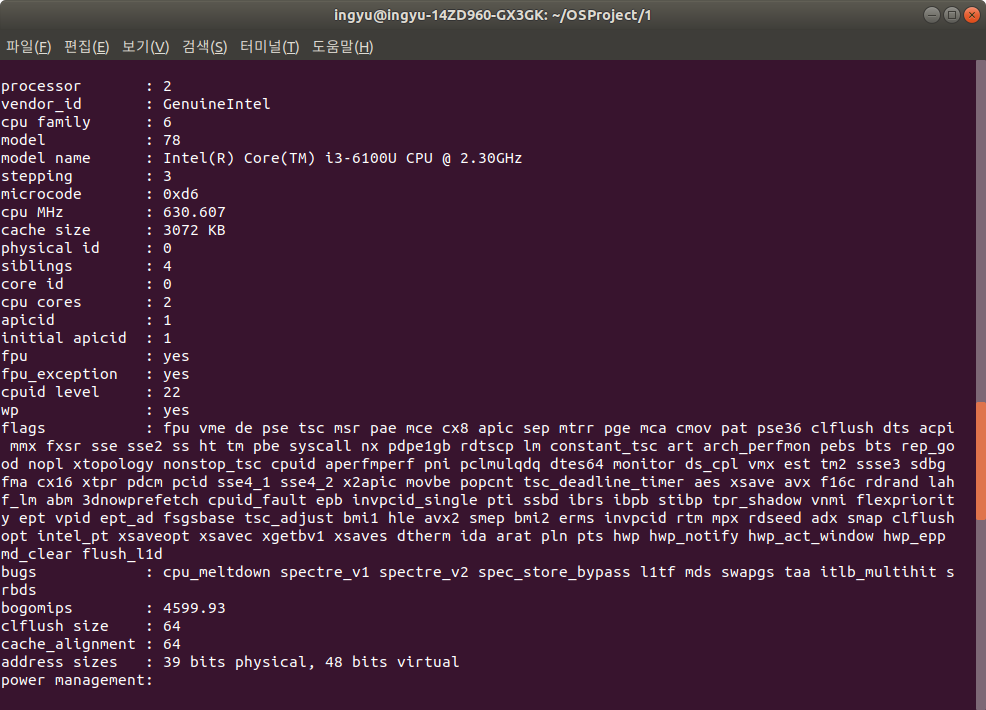 ingyu@ingyu-14ZD960-GX3GK: ~/OSProject/1
파일(F) 편집(E) 보기(V) 검색(S) 터미널(T) 도움말(H)
processor : 2
vendor_id : GenuineIntel
cpu family : 6
model : 78
model name : Intel(R) Core(TM) i3-6100U CPU @ 2.30GHz
stepping : 3
microcode : 0xd6
cpu MHz : 630.607
cache size : 3072 KB
physical id : 0
siblings : 4
core id : 0
cpu cores : 2
apicid : 1
initial apicid : 1
fpu : yes
fpu_exception : yes
cpuid level : 22
wp : yes
flags : fpu vme de pse tsc msr pae mce cx8 apic sep mtrr pge mca cmov pat pse36 clflush dts acpi
mmx fxsr sse sse2 ss ht tm pbe syscall nx pdpe1gb rdtscp lm constant_tsc art arch_perfmon pebs bts rep_go
od nopl xtopology nonstop_tsc cpuid aperfmperf pni pclmulqdq dtes64 monitor ds_cpl vmx est tm2 ssse3 sdbg
fma cx16 xtpr pdcm pcid sse4_1 sse4_2 x2apic movbe popcnt tsc_deadline_timer aes xsave avx f16c rdrand lah
f_lm abm 3dnowprefetch cpuid_fault epb invpcid_single pti ssbd ibrs ibpb stibp tpr_shadow vnmi flexpriorit
y ept vpid ept_ad fsgsbase tsc_adjust bmi1 hle avx2 smep bmi2 erms invpcid rtm mpx rdseed adx smap clflush
opt intel_pt xsaveopt xsavec xgetbv1 xsaves dtherm ida arat pln pts hwp hwp_notify hwp_act_window hwp_epp
md_clear flush_l1d
bugs : cpu_meltdown spectre_v1 spectre_v2 spec_store_bypass l1tf mds swapgs taa itlb_multihit s
rbds
bogomips : 4599.93
clflush size : 64
cache_alignment : 64
address sizes : 39 bits physical, 48 bits virtual
power management: